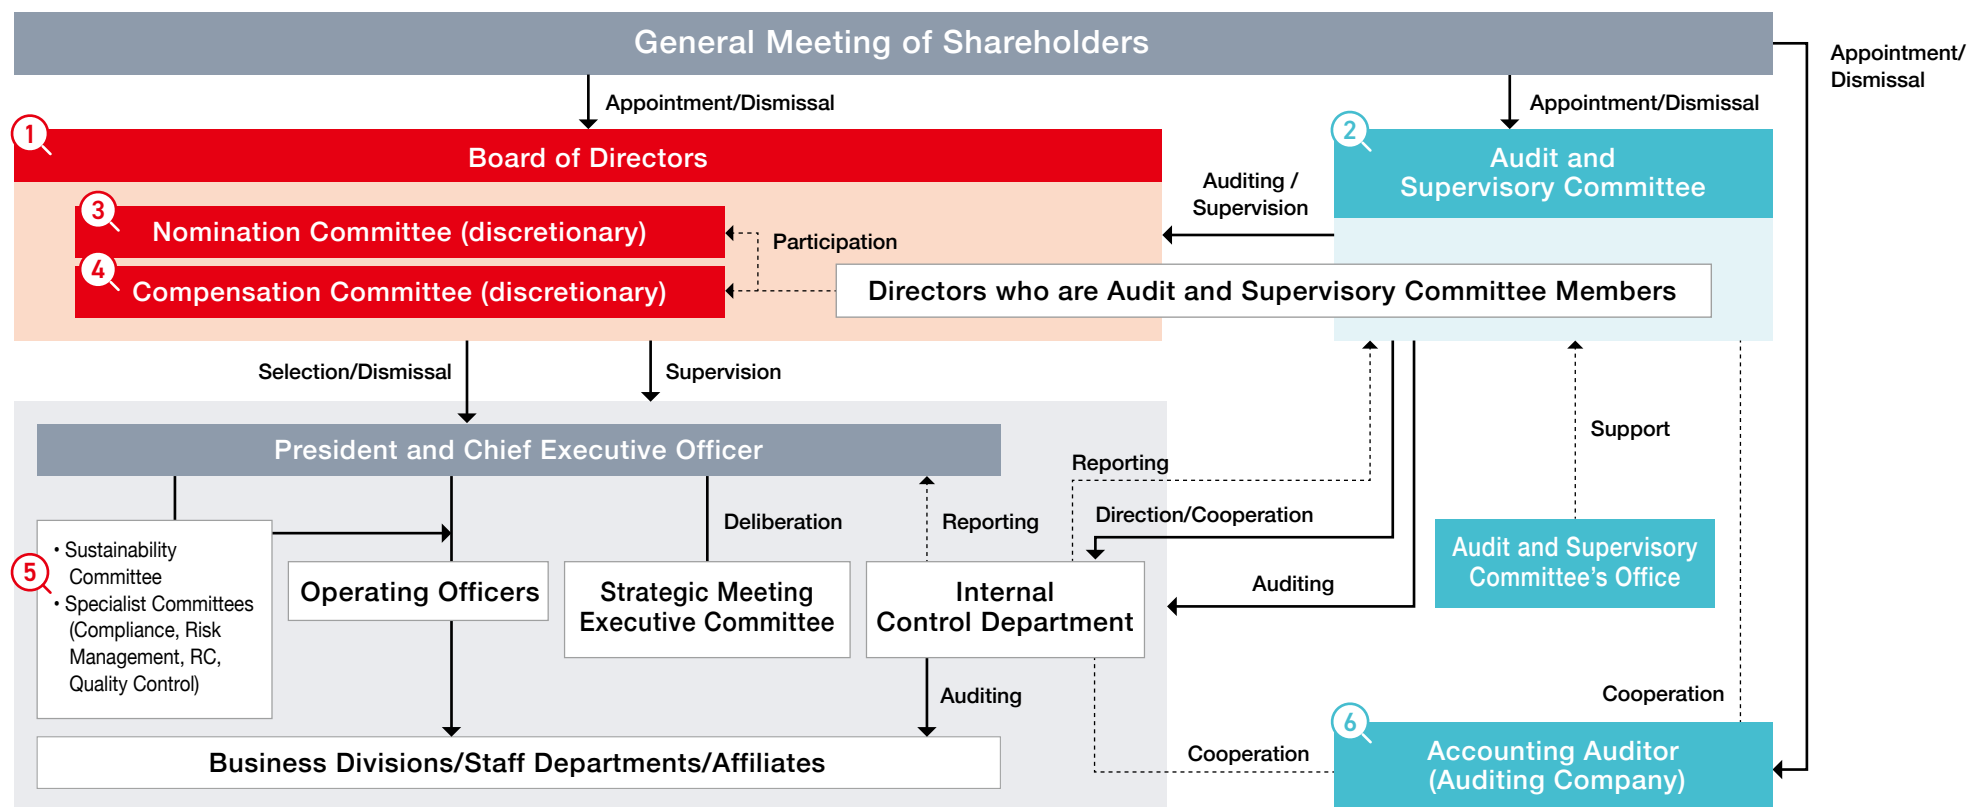 General Meeting of Shareholders
Appointment/
Dismissal
Appointment/Dismissal
Appointment/Dismissal
1
Board of Directors
2
Audit and
Supervisory Committee
Auditing /
Supervision
3
Nomination Committee (discretionary)
Participation
4
Compensation Committee (discretionary)
Directors who are Audit and Supervisory Committee Members
Selection/Dismissal
Supervision
Support
President and Chief Executive Officer
Reporting
Deliberation
Reporting
Direction/Cooperation
5
• Sustainability
Committee
• Specialist Committees
(Compliance, Risk
Management, RC,
Quality Control)
Operating Officers
Strategic Meeting
Executive Committee
Internal
Control Department
Auditing
Audit and Supervisory
Committee's Office
Auditing
Cooperation
Business Divisions/Staff Departments/Affiliates
Cooperation
6
Accounting Auditor
(Auditing Company)